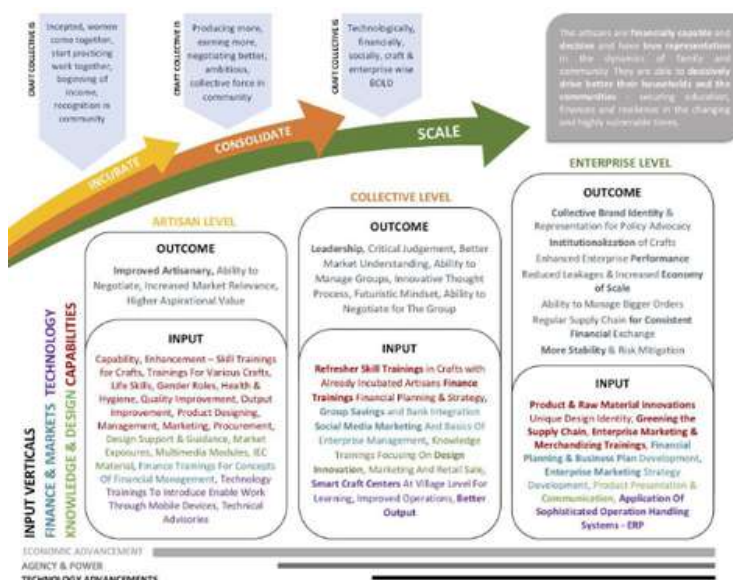 CRAFT COLLECTIVE IS
Incepted, women
come together,
start practicing
work together,
beginning of
income,
recognition in
community
CRAFT COLLECTIVE IS
Producing more,
earning more,
negotiating better,
ambitious,
collective force in
community
CRAFT COLLECTIVE IS
Technologically,
financially,
socially, craft &
enterprise wise
BOLD
The artisans are financially capable and
decisive and have true representation
in the dynamics of family and
community. They are able to decisively
drive better their households and the
communities - securing education,
finance and resilience in the changing
and highly vulnerable times.
INCUBATE
CONSOLIDATE
SCALE
ARTISAN LEVEL
OUTCOME
Improved Artisanery, Ability to
Negotiate, Increased Market Relevance,
Higher Aspirational Value
INPUT
Capability, Enhancement – Skill Trainings
for Crafts, Trainings For Various Crafts,
Life Skills, Gender Roles, Health &
Hygiene, Quality Improvement, Output
Improvement, Product Designing,
Management, Marketing, Procurement,
Design Support & Guidance, Market
Exposures, Multimedia Modules, IEC
Material, Finance Trainings For Concepts
Of Financial Management, Technology
Trainings To Introduce Enable Work
Through Mobile Devices, Technical
Advisories
COLLECTIVE LEVEL
OUTCOME
Leadership, Critical Judgement, Better
Market Understanding, Ability to
Manage Groups, Innovative Thought
Process, Futuristic Mindset, Ability to
Negotiate for The Group
INPUT
Refresher Skill Trainings in Crafts with
Already Incubated Artisans Finance
Trainings Financial Planning & Strategy,
Group Savings and Bank Integration
Social Media Marketing And Basics Of
Enterprise Management, Knowledge
Trainings Focusing On Design
Innovation, Marketing And Retail Sale,
Smart Craft Centers At Village Level For
Learning, Improved Operations, Better
Output
ENTERPRISE LEVEL
OUTCOME
Collective Brand Identity &
Representation for Policy Advocacy
Institutionalization of Crafts
Enhanced Enterprise Performance
Reduced Leakages & Increased Economy
of Scale
Ability to Manage Bigger Orders
Regular Supply Chain for Consistent
Financial Exchange
More Stability & Risk Mitigation
INPUT
Product & Raw Material Innovations
Unique Design Identity, Greening the
Supply Chain, Enterprise Marketing &
Merchandizing Trainings, Financial
Planning & Business Plan Development,
Enterprise Marketing Strategy
Development, Product Presentation &
Communication, Application Of
Sophisticated Operation Handling
Systems - ERP
INPUT VERTICALS
FINANCE & MARKETS TECHNOLOGY
KNOWLEDGE & DESIGN CAPABILITIES
ECONOMIC ADVANCEMENT
AGENCY & POWER
TECHNOLOGY ADVANCEMENTS